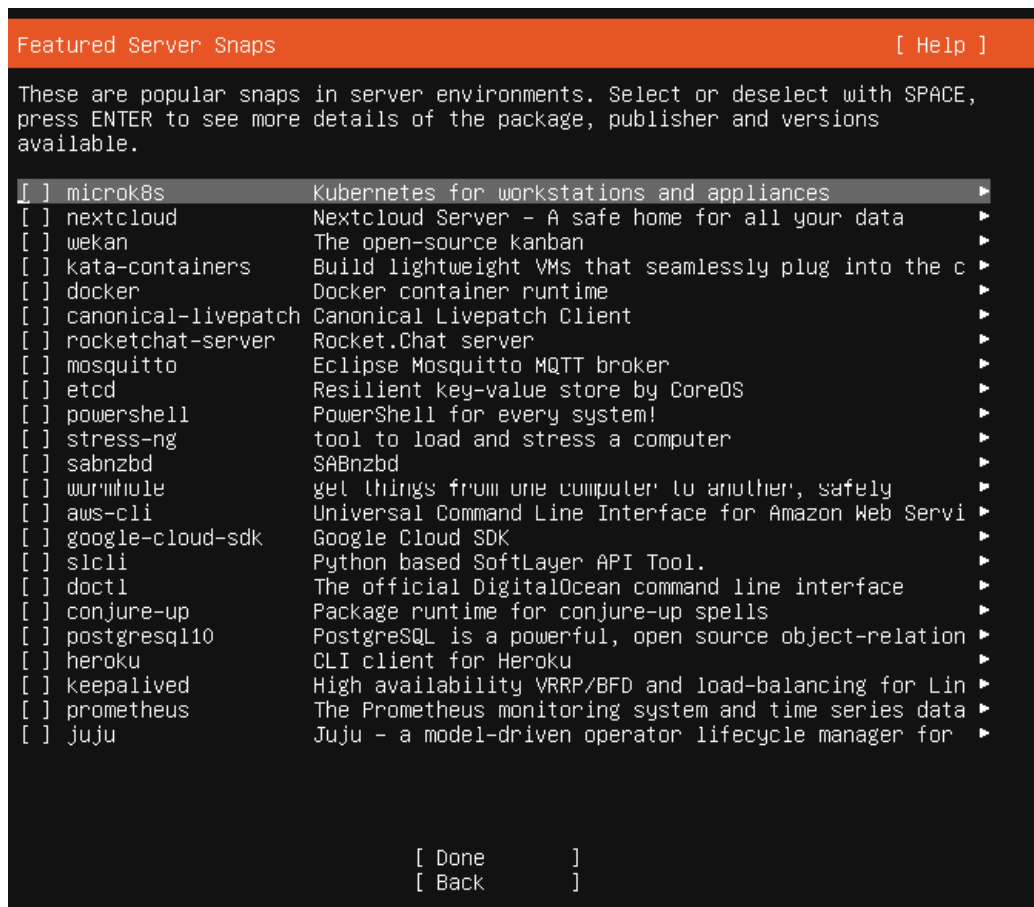 Featured Server Snaps [ Help ]
These are popular snaps in server environments. Select or deselect with SPACE,
press ENTER to see more details of the package, publisher and versions
available.
[ ] microk8s Kubernetes for workstations and appliances ▸
[ ] nextcloud Nextcloud Server – A safe home for all your data ▸
[ ] wekan The open–source kanban ▸
[ ] kata–containers Build lightweight VMs that seamlessly plug into the c ▸
[ ] docker Docker container runtime ▸
[ ] canonical–livepatch Canonical Livepatch Client ▸
[ ] rocketchat–server Rocket.Chat server ▸
[ ] mosquitto Eclipse Mosquitto MQTT broker ▸
[ ] etcd Resilient key–value store by CoreOS ▸
[ ] powershell PowerShell for every system! ▸
[ ] stress–ng tool to load and stress a computer ▸
[ ] sabnzbd SABnzbd ▸
[ ] wormhole get things from one computer to another, safely ▸
[ ] aws–cli Universal Command Line Interface for Amazon Web Servi ▸
[ ] google–cloud–sdk Google Cloud SDK ▸
[ ] slcli Python based SoftLayer API Tool. ▸
[ ] doctl The official DigitalOcean command line interface ▸
[ ] conjure–up Package runtime for conjure–up spells ▸
[ ] postgresql10 PostgreSQL is a powerful, open source object–relation ▸
[ ] heroku CLI client for Heroku ▸
[ ] keepalived High availability VRRP/BFD and load–balancing for Lin ▸
[ ] prometheus The Prometheus monitoring system and time series data ▸
[ ] juju Juju – a model–driven operator lifecycle manager for ▸
[ Done ]
[ Back ]